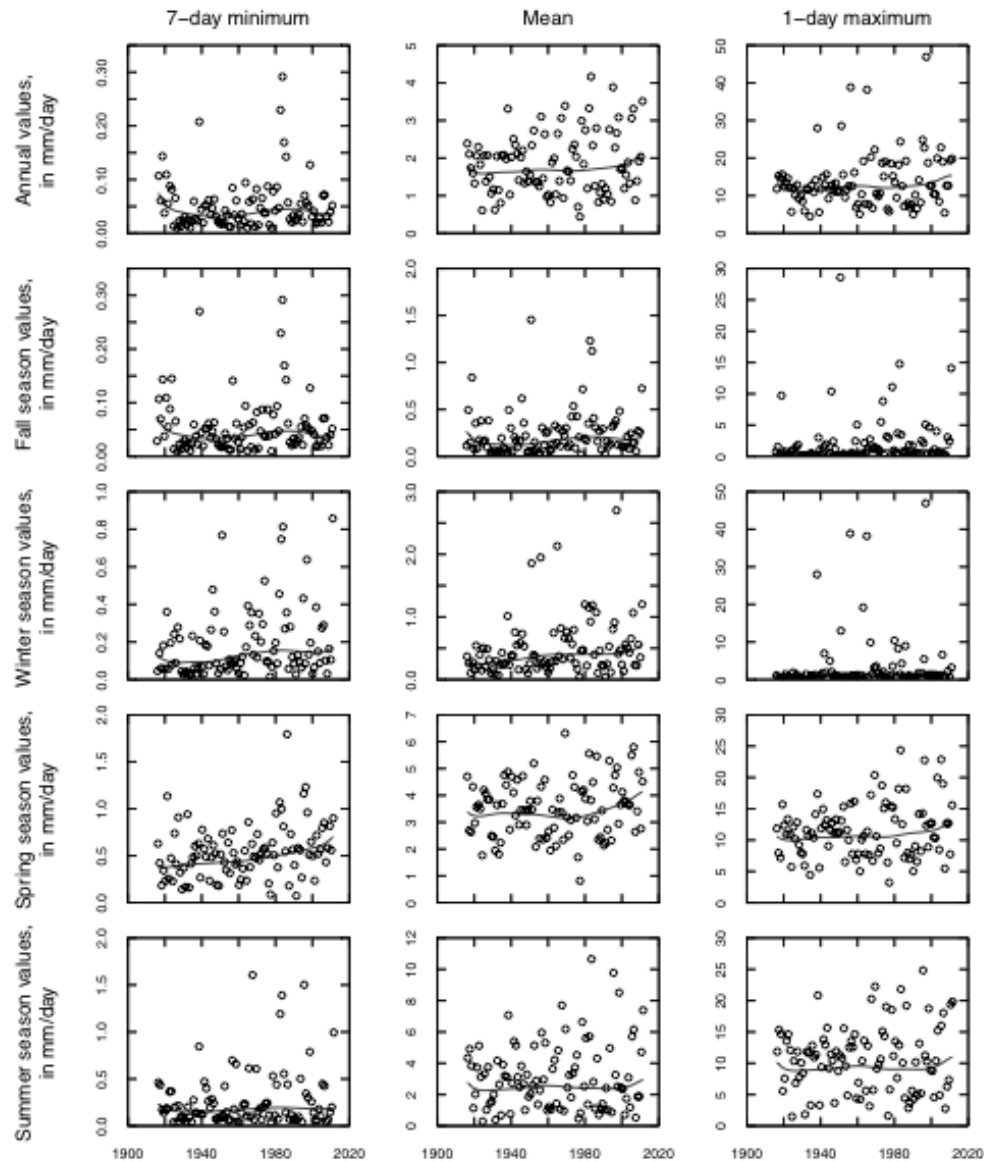 7-day minimum Mean 1-day maximum
Annual values,
in mm/day
0.00 0.10 0.20 0.30
0 1 2 3 4 5
0 10 20 30 40 50
Fall season values,
in mm/day
0.00 0.10 0.20 0.30
0.0 0.5 1.0 1.5 2.0
0 5 10 15 20 25 30
Winter season values,
in mm/day
0.0 0.2 0.4 0.6 0.8 1.0
0.0 1.0 2.0 3.0
0 10 20 30 40 50
Spring season values,
in mm/day
0.0 0.5 1.0 1.5 2.0
0 1 2 3 4 5 6 7
0 5 10 15 20 25 30
Summer season values,
in mm/day
0.0 0.5 1.0 1.5 2.0
0 2 4 6 8 10 12
0 5 10 15 20 25 30
1900 1940 1980 2020
1900 1940 1980 2020
1900 1940 1980 2020